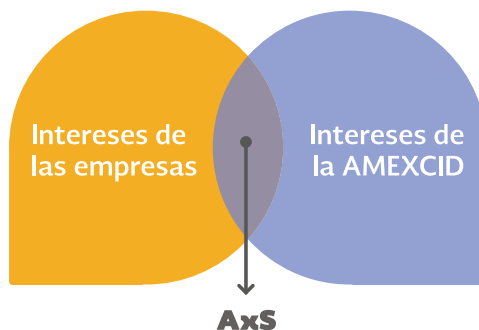 Intereses de
las empresas
Intereses de
la AMEXCID
AxS